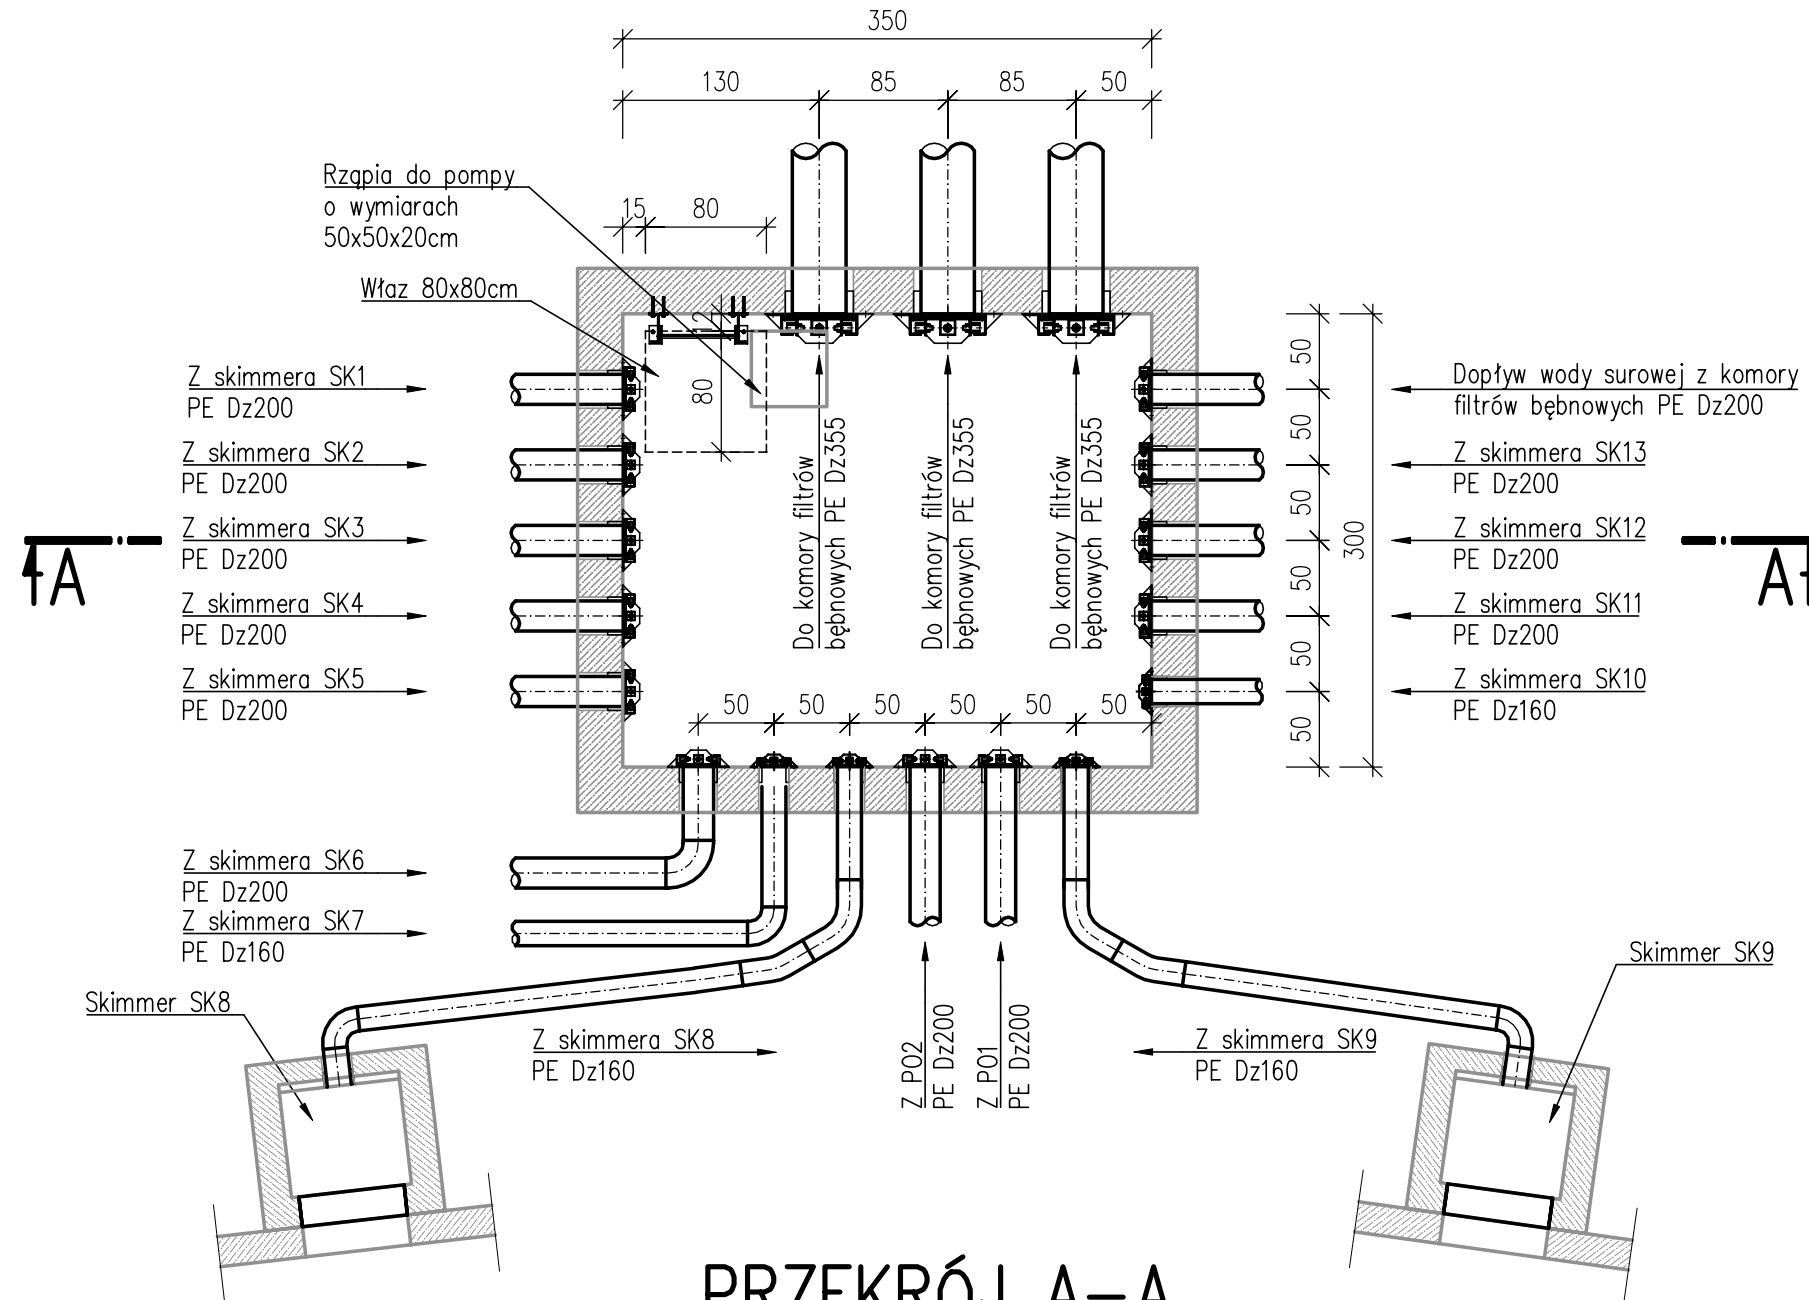 350
130
85
85
50
Rząpia do pompy
o wymiarach
50x50x20cm
15
80
Właz 80x80cm
12
80
Z skimmera SK1
PE Dz200
Z skimmera SK2
PE Dz200
Z skimmera SK3
PE Dz200
Z skimmera SK4
PE Dz200
Z skimmera SK5
PE Dz200
A
A
Do komory filtrów
bębnowych PE Dz355
Do komory filtrów
bębnowych PE Dz355
Do komory filtrów
bębnowych PE Dz355
50
50
50
50
50
50
300
Dopływ wody surowej z komory
filtrów bębnowych PE Dz200
Z skimmera SK13
PE Dz200
Z skimmera SK12
PE Dz200
Z skimmera SK11
PE Dz200
Z skimmera SK10
PE Dz160
50
50
50
50
50
50
Z skimmera SK6
PE Dz200
Z skimmera SK7
PE Dz160
Skimmer SK8
Z skimmera SK8
PE Dz160
Z PO2
PE Dz200
Z PO1
PE Dz200
Z skimmera SK9
PE Dz160
Skimmer SK9
PRZEKRÓJ A-A